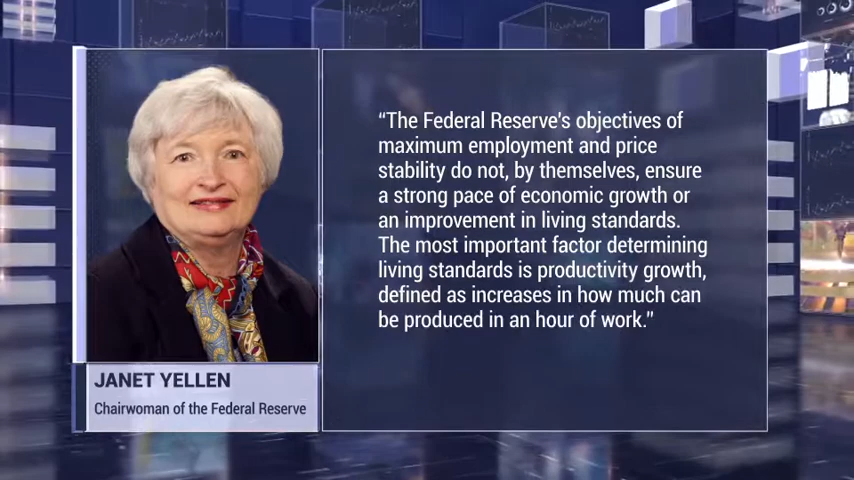 “The Federal Reserve’s objectives of
maximum employment and price
stability do not, by themselves, ensure
a strong pace of economic growth or
an improvement in living standards.
The most important factor determining
living standards is productivity growth,
defined as increases in how much can
be produced in an hour of work.”
JANET YELLEN
Chairwoman of the Federal Reserve